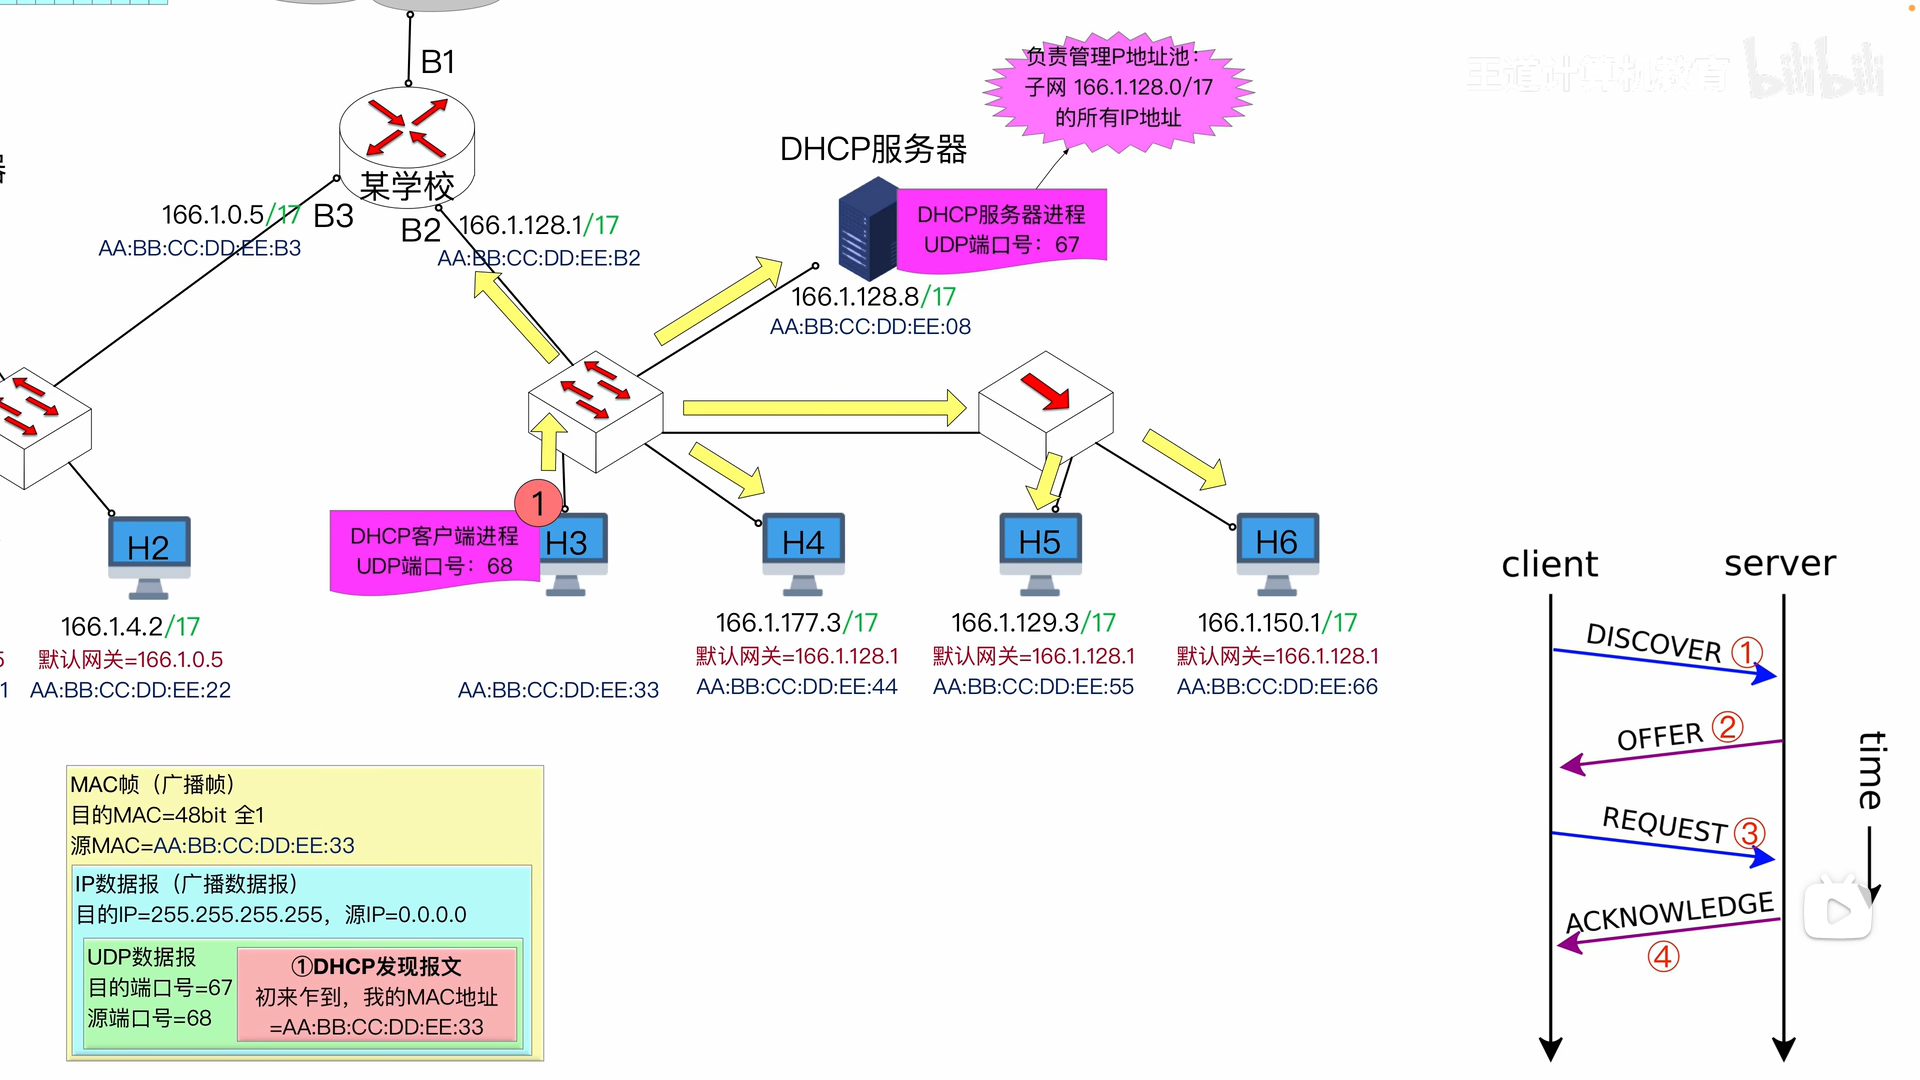 王道计算机教育 bilibili
B1
负责管理IP地址池：
子网 166.1.128.0/17
的所有IP地址
DHCP服务器
器
某学校
166.1.0.5/17
B3
AA:BB:CC:DD:EE:B3
B2
166.1.128.1/17
AA:BB:CC:DD:EE:B2
DHCP服务器进程
UDP端口号：67
166.1.128.8/17
AA:BB:CC:DD:EE:08
1
DHCP客户端进程
UDP端口号：68
H2
H3
H4
H5
H6
166.1.4.2/17
默认网关=166.1.0.5
AA:BB:CC:DD:EE:22
5
1
AA:BB:CC:DD:EE:33
166.1.177.3/17
默认网关=166.1.128.1
AA:BB:CC:DD:EE:44
166.1.129.3/17
默认网关=166.1.128.1
AA:BB:CC:DD:EE:55
166.1.150.1/17
默认网关=166.1.128.1
AA:BB:CC:DD:EE:66
MAC帧（广播帧）
目的MAC=48bit 全1
源MAC=AA:BB:CC:DD:EE:33
IP数据报（广播数据报）
目的IP=255.255.255.255，源IP=0.0.0.0
UDP数据报
目的端口号=67
源端口号=68
①DHCP发现报文
初来乍到，我的MAC地址
=AA:BB:CC:DD:EE:33
client
server
DISCOVER ①
OFFER ②
REQUEST ③
ACKNOWLEDGE
④
time